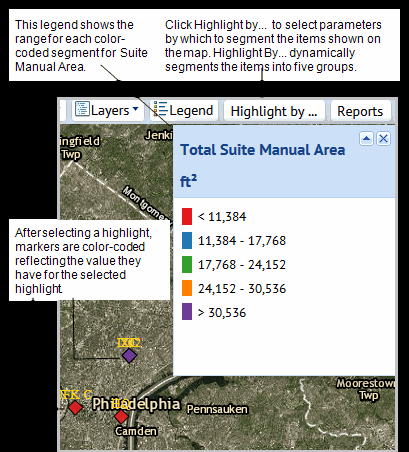 This legend shows the
range for each color-
coded segment for Suite
Manual Area.
Click Highlight by... to select parameters
by which to segment the items shown on
the map. Highlight By... dynamically
segments the items into five groups.
Layers
Legend
Highlight by ...
Reports
ingfield
Twp
Jenki
Montgomer
Total Suite Manual Area
ft²
< 11,384
11,384 - 17,768
17,768 - 24,152
24,152 - 30,536
> 30,536
After selecting a highlight,
markers are color-coded
reflecting the value they
have for the selected
highlight.
FK C
Philadelphia
Pennsauken
Camden
Moorestow
Twp